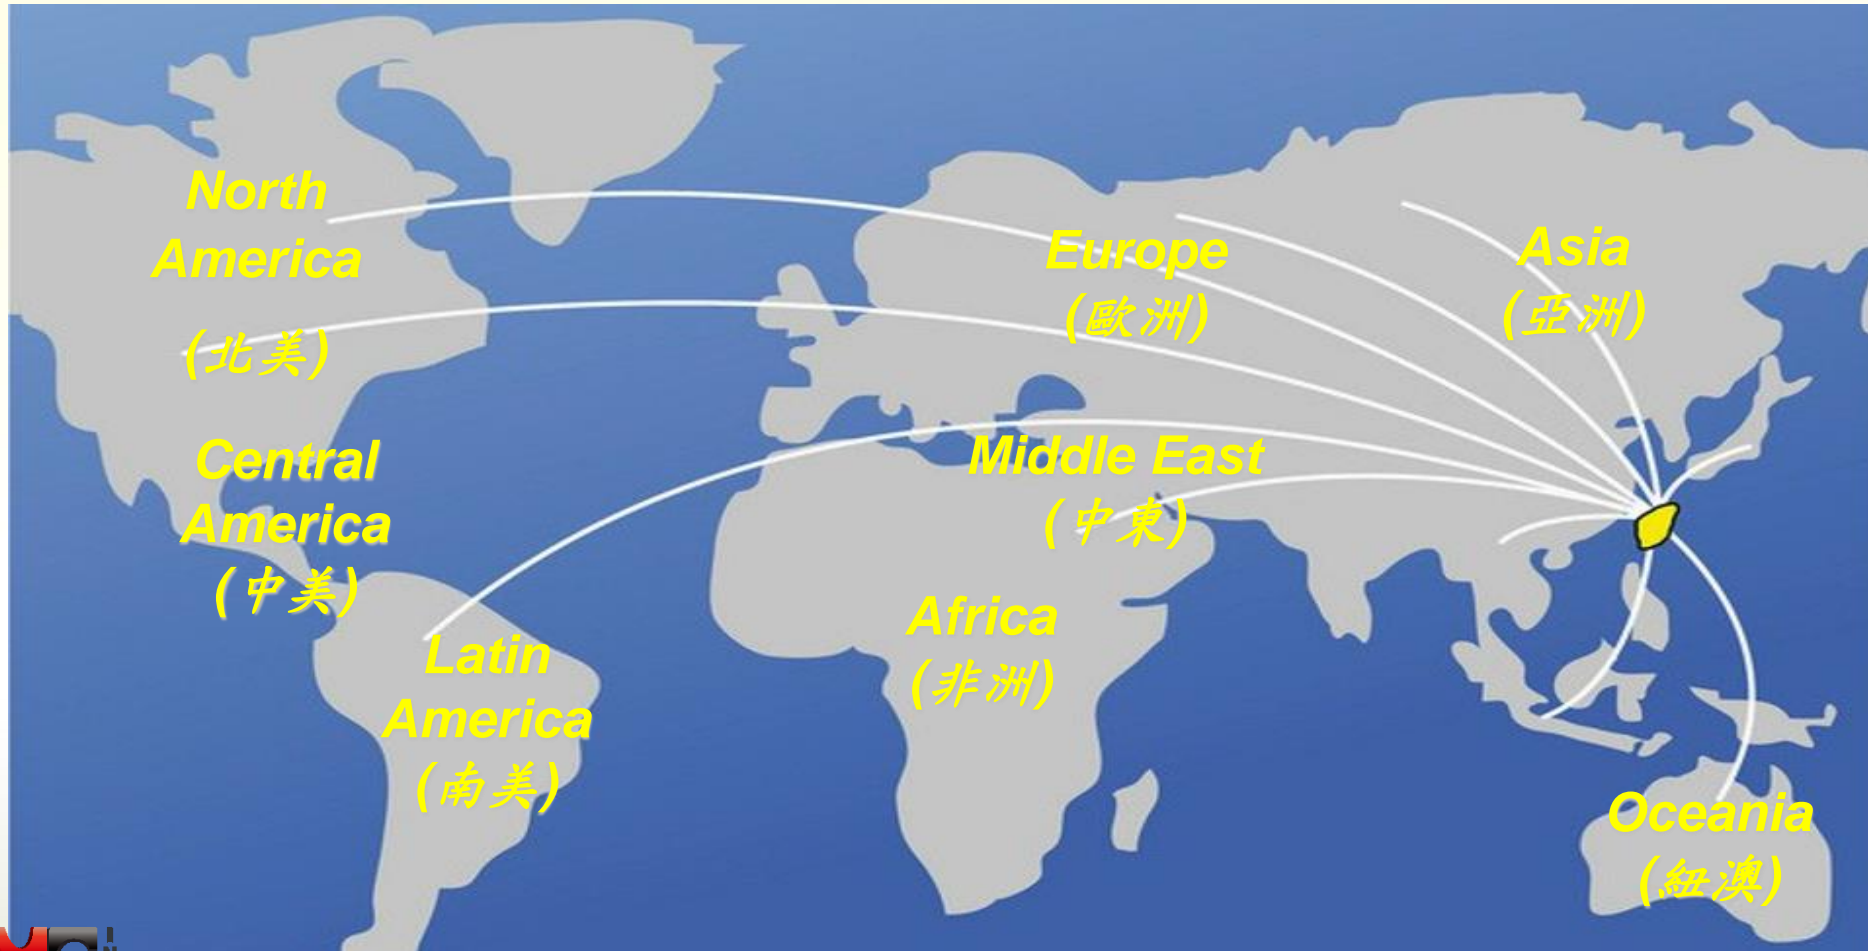 North
America
(北美)
Central
America
(中美)
Latin
America
(南美)
Europe
(歐洲)
Middle East
(中東)
Africa
(非洲)
Asia
(亞洲)
Oceania
(紐澳)